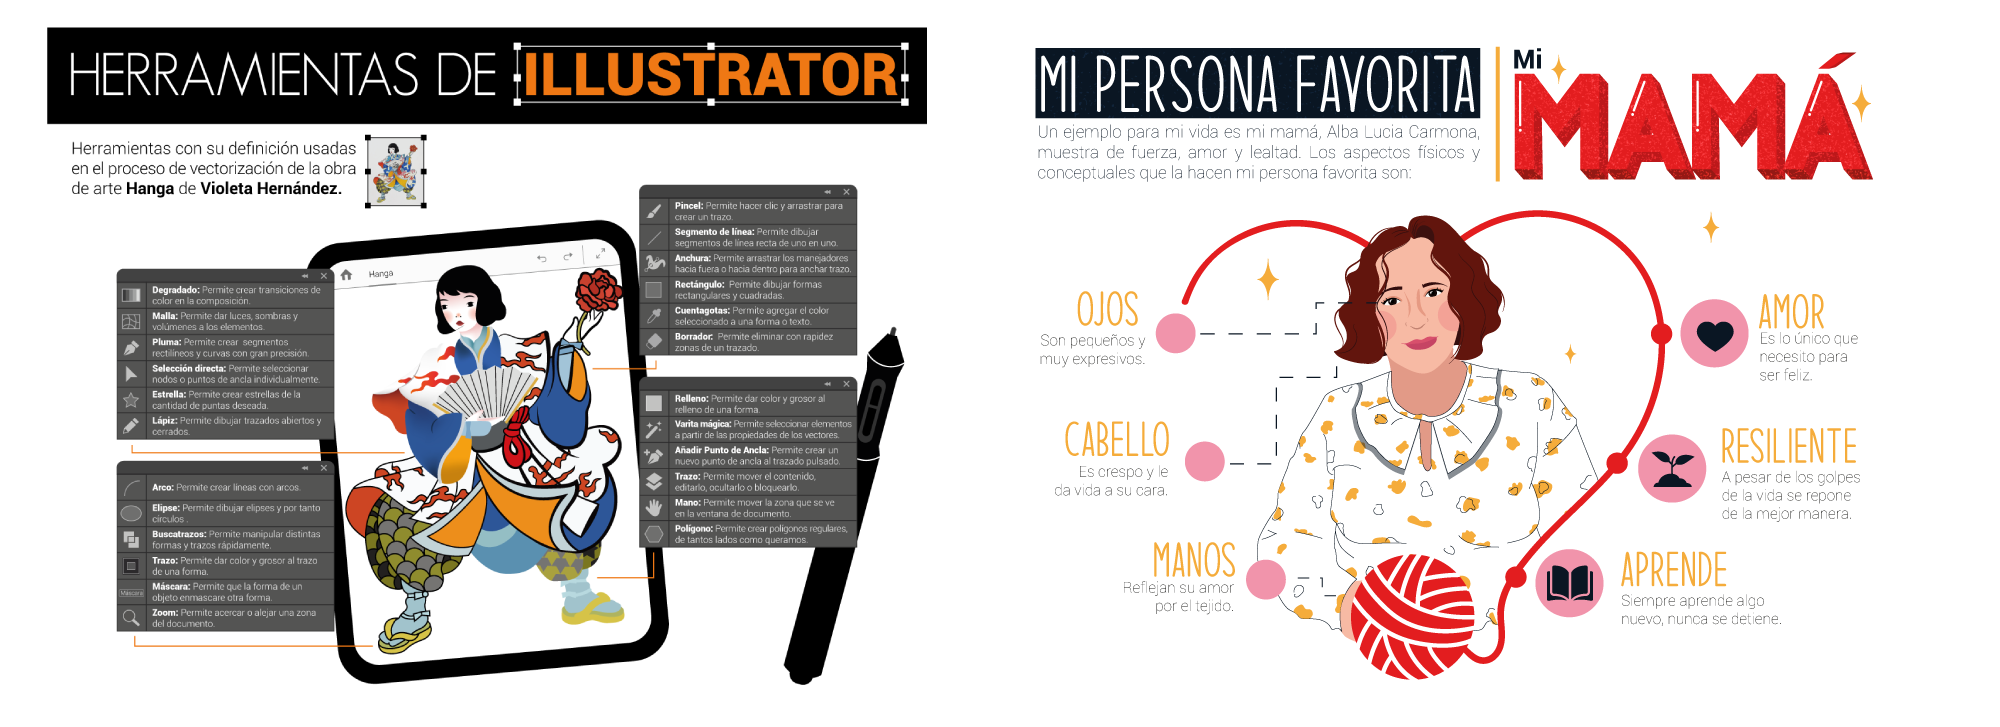 HERRAMIENTAS DE ILLUSTRATOR
Herramientas con su definición usadas
en el proceso de vectorización de la obra
de arte Hanga de Violeta Hernández.
Hanga
Degradado: Permite crear transiciones de
color en la composición.
Malla: Permite dar luces, sombras y
volúmenes a los elementos.
Pluma: Permite crear segmentos
rectilíneos y curvas con gran precisión.
Selección directa: Permite seleccionar
nodos o puntos de ancla individualmente.
Estrella: Permite crear estrellas de la
cantidad de puntas deseada.
Lápiz: Permite dibujar trazados abiertos y
cerrados.
Arco: Permite crear líneas con arcos.
Elipse: Permite dibujar elipses y por tanto
círculos .
Buscatrazos: Permite manipular distintas
formas y trazos rápidamente.
Trazo: Permite dar color y grosor al trazo
de una forma.
Máscara
Máscara: Permite que la forma de un
objeto enmascare otra forma.
Zoom: Permite acercar o alejar una zona
del documento.
Pincel: Permite hacer clic y arrastrar para
crear un trazo.
Segmento de línea: Permite dibujar
segmentos de línea recta de uno en uno.
Anchura: Permite arrastrar los manejadores
hacia fuera o hacia dentro para anchar trazo.
Rectángulo: Permite dibujar formas
rectangulares y cuadradas.
Cuentagotas: Permite agregar el color
seleccionado a una forma o texto.
Borrador: Permite eliminar con rapidez
zonas de un trazado.
Relleno: Permite dar color y grosor al
relleno de una forma.
Varita mágica: Permite seleccionar elementos
a partir de las propiedades de los vectores.
Añadir Punto de Ancla: Permite crear un
nuevo punto de ancla al trazado pulsado.
Trazo: Permite mover el contenido,
editarlo, ocultarlo o bloquearlo.
Mano: Permite mover la zona que se ve
en la ventana de documento.
Polígono: Permite crear polígonos regulares,
de tantos lados como queramos.
MI PERSONA FAVORITA
Mi
MAMÁ
Un ejemplo para mi vida es mi mamá, Alba Lucia Carmona,
muestra de fuerza, amor y lealtad. Los aspectos físicos y
conceptuales que la hacen mi persona favorita son:
OJOS
Son pequeños y
muy expresivos.
CABELLO
Es crespo y le
da vida a su cara.
MANOS
Reflejan su amor
por el tejido.
AMOR
Es lo único que
necesito para
ser feliz.
RESILIENTE
A pesar de los golpes
de la vida se repone
de la mejor manera.
APRENDE
Siempre aprende algo
nuevo, nunca se detiene.